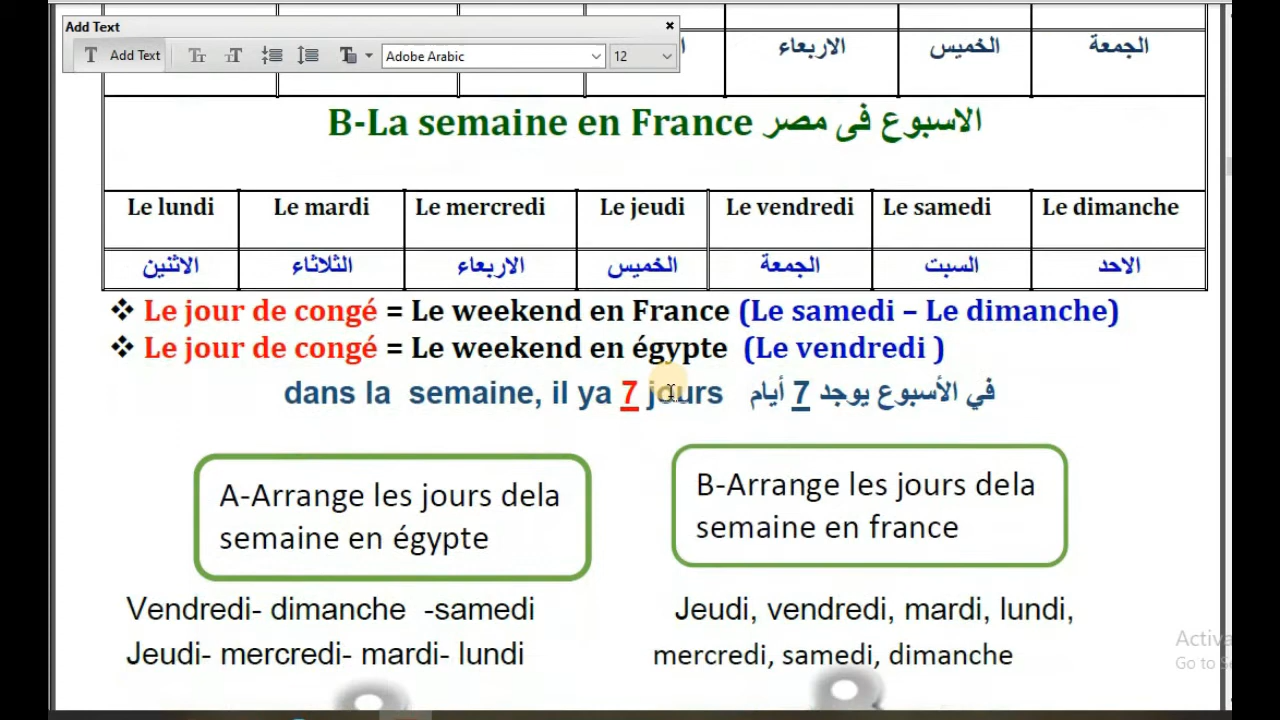 Add Text
Add Text Adobe Arabic 12
الاربعاء الخميس الجمعة
B-La semaine en France الاسبوع فى مصر
Le lundi Le mardi Le mercredi Le jeudi Le vendredi Le samedi Le dimanche
الاثنين الثلاثاء الاربعاء الخميس الجمعة السبت الاحد
❖ Le jour de congé = Le weekend en France (Le samedi – Le dimanche)
❖ Le jour de congé = Le weekend en égypte (Le vendredi )
dans la semaine, il ya 7 jours في الأسبوع يوجد 7 أيام
A-Arrange les jours dela
semaine en égypte
B-Arrange les jours dela
semaine en france
Vendredi- dimanche -samedi
Jeudi- mercredi- mardi- lundi
Jeudi, vendredi, mardi, lundi,
mercredi, samedi, dimanche